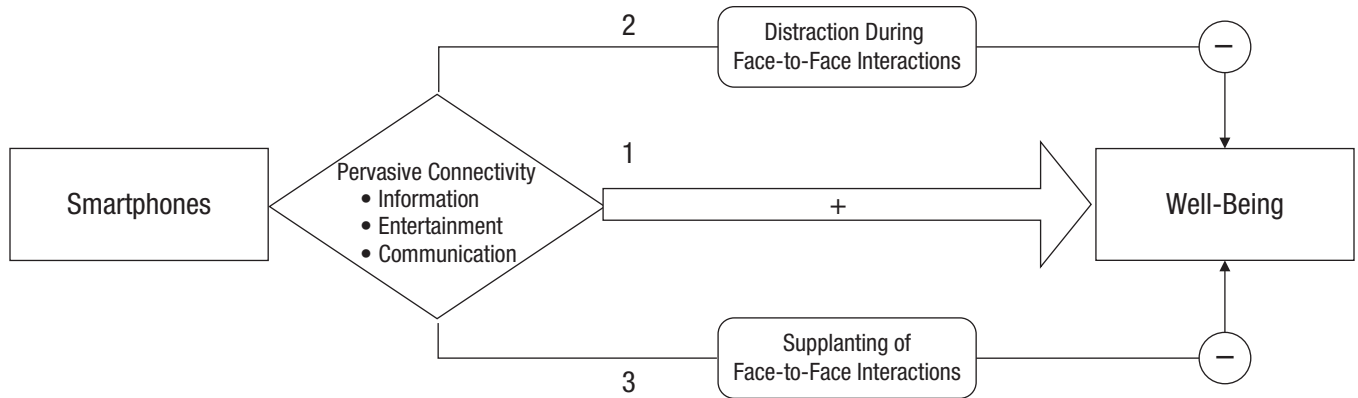 2
Distraction During
Face-to-Face Interactions
−
1
Smartphones
Pervasive Connectivity
• Information
• Entertainment
• Communication
+
Well-Being
3
Supplanting of
Face-to-Face Interactions
−